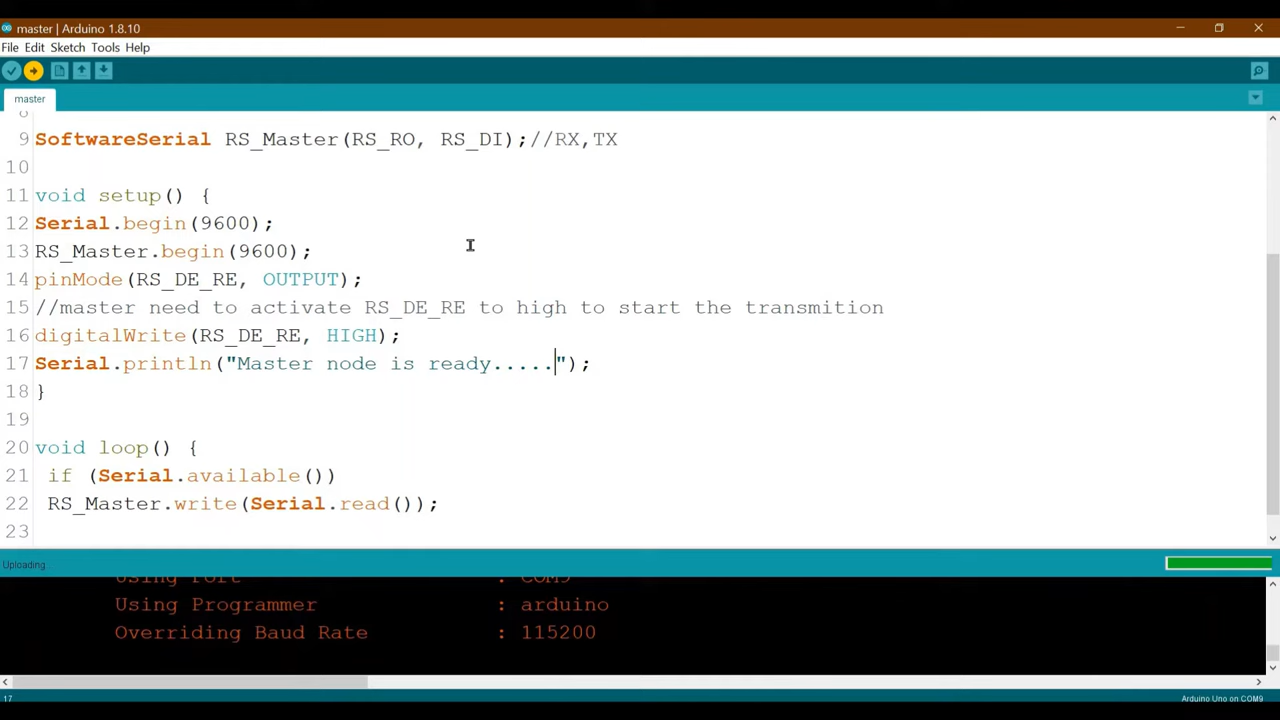 master | Arduino 1.8.10
File Edit Sketch Tools Help
master
9 SoftwareSerial RS_Master(RS_RO, RS_DI);//RX,TX
10
11 void setup() {
12 Serial.begin(9600);
13 RS_Master.begin(9600);
14 pinMode(RS_DE_RE, OUTPUT);
15 //master need to activate RS_DE_RE to high to start the transmition
16 digitalWrite(RS_DE_RE, HIGH);
17 Serial.println("Master node is ready.....");
18 }
19
20 void loop() {
21 if (Serial.available())
22 RS_Master.write(Serial.read());
23
Uploading
Using Port : COM9
Using Programmer : arduino
Overriding Baud Rate : 115200
17 Arduino Uno on COM9